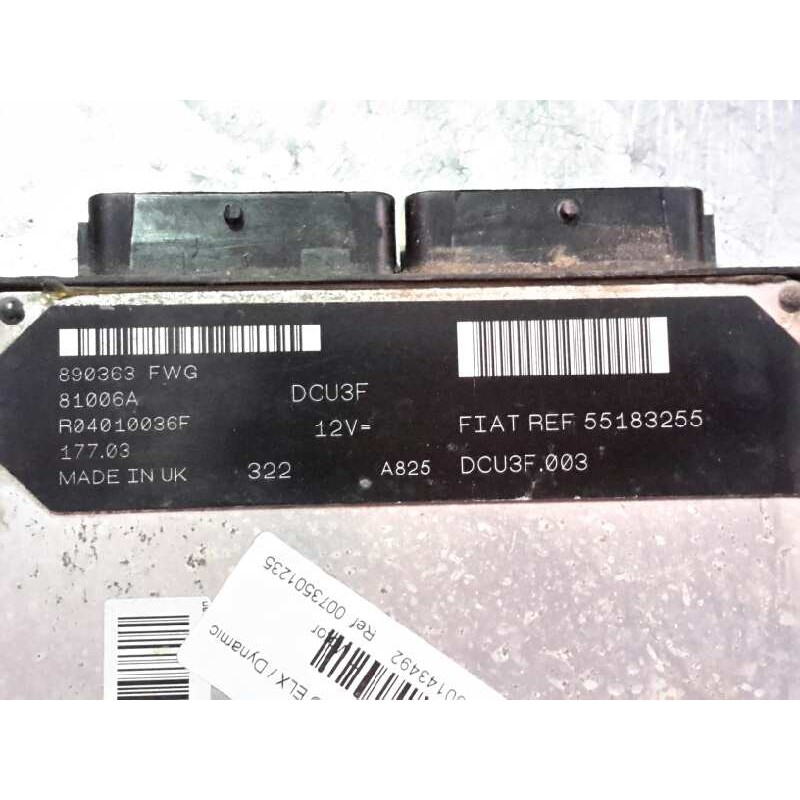 890363 FWG
81006A
R04010036F
177.03
MADE IN UK
322
DCU3F
12V=
A825
FIAT REF 55183255
DCU3F.003
Ref 0073501235
ELX / Dynamic
0143492